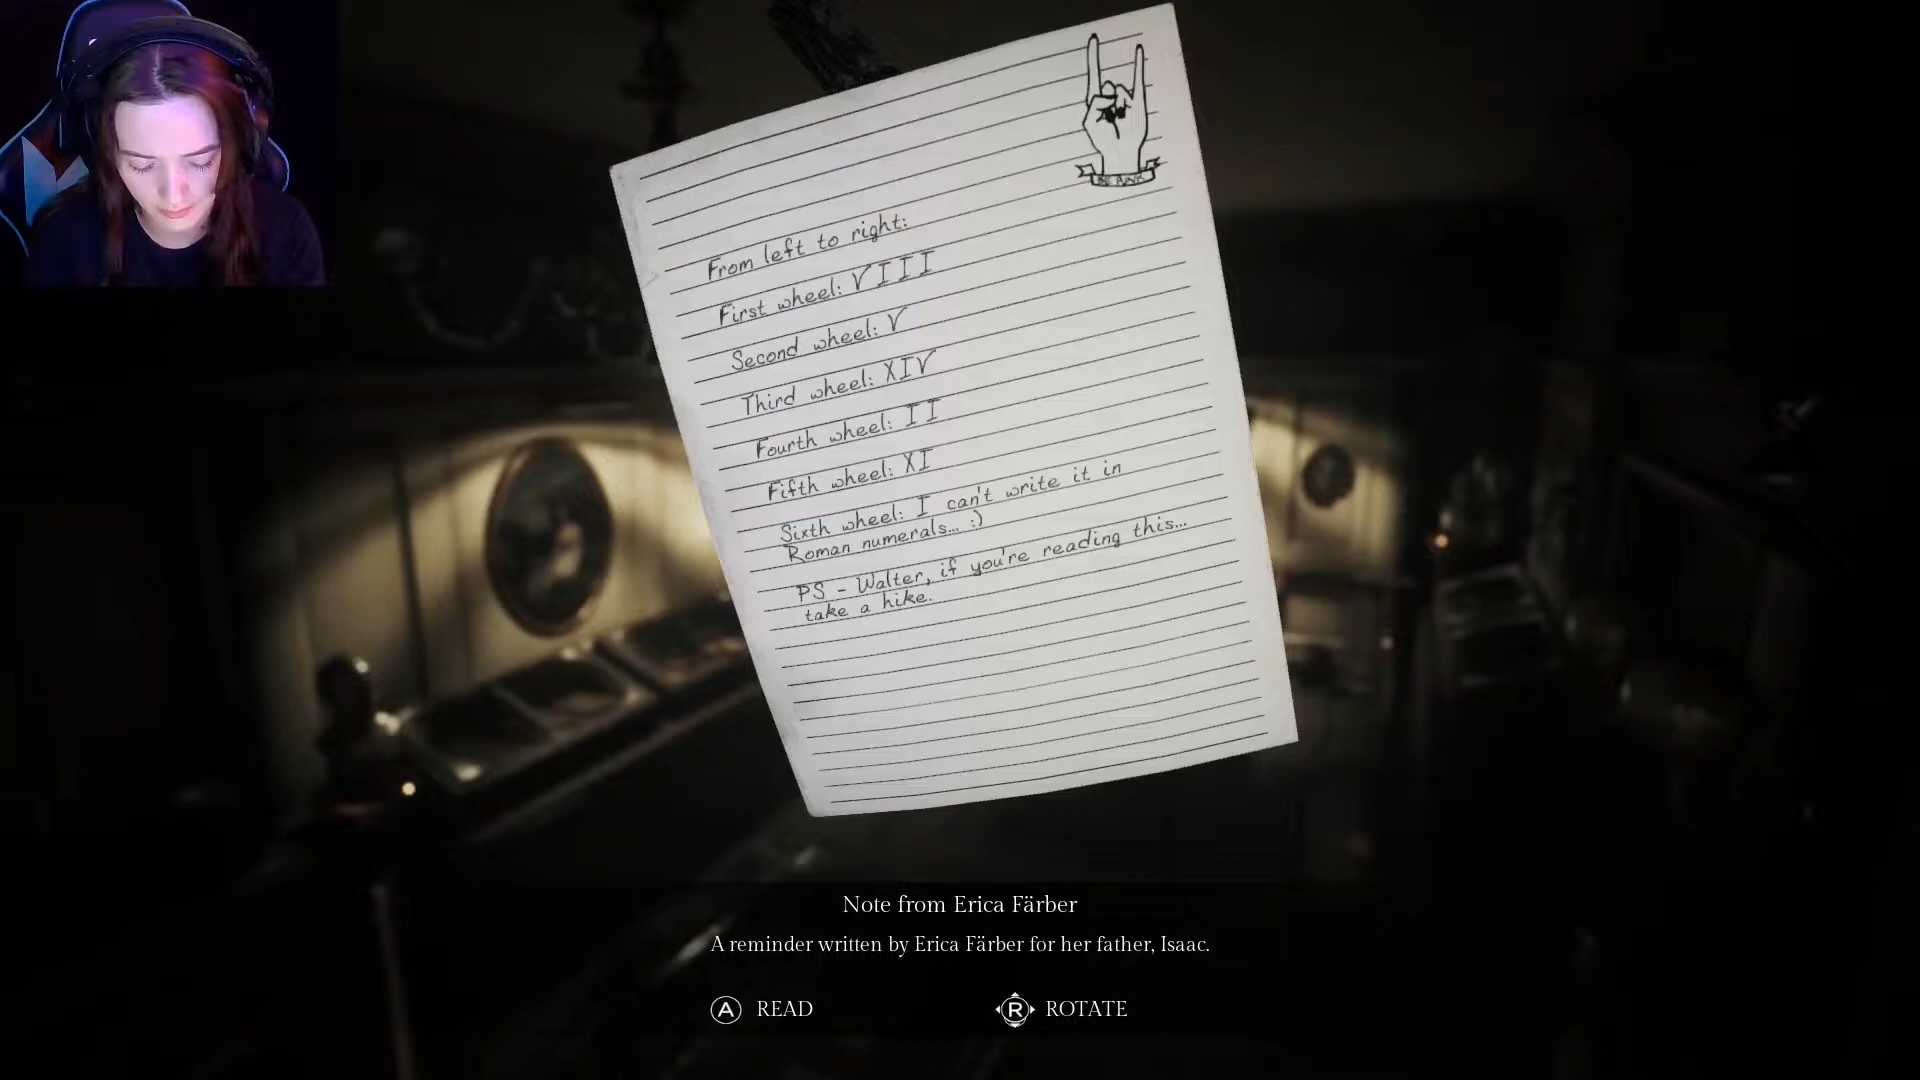 From left to right:
First wheel: VIII
Second wheel: V
Third wheel: XIV
Fourth wheel: II
Fifth wheel: XI
Sixth wheel: I can't write it in
Roman numerals... :)
PS - Walter, if you're reading this...
take a hike.
Note from Erica Färber
A reminder written by Erica Färber for her father, Isaac.
A READ
R ROTATE